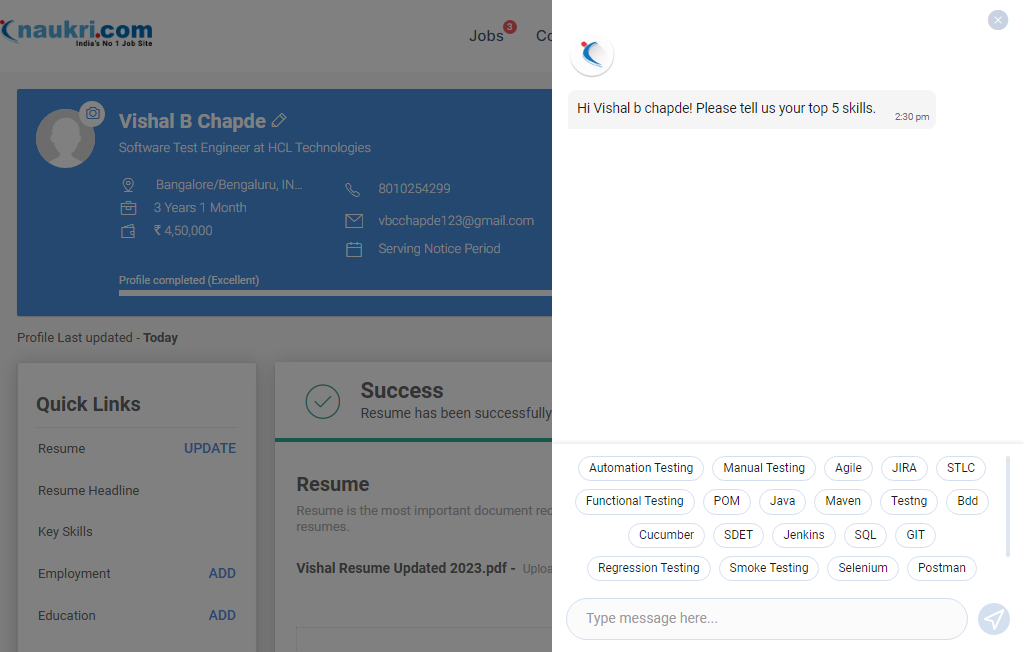 naukri.com
India's No 1 Job Site
Jobs 3 Co
Vishal B Chapde
Software Test Engineer at HCL Technologies
Bangalore/Bengaluru, IN...
8010254299
3 Years 1 Month
₹ 4,50,000
vbcchapde123@gmail.com
Serving Notice Period
Profile completed (Excellent)
Profile Last updated - Today
Quick Links
Resume UPDATE
Resume Headline
Key Skills
Employment ADD
Education ADD
Success
Resume has been successfully
Resume
Resume is the most important document rec
resumes.
Vishal Resume Updated 2023.pdf - Uploa
Hi Vishal b chapde! Please tell us your top 5 skills.
2:30 pm
Automation Testing Manual Testing Agile JIRA STLC
Functional Testing POM Java Maven Testng Bdd
Cucumber SDET Jenkins SQL GIT
Regression Testing Smoke Testing Selenium Postman
Type message here...